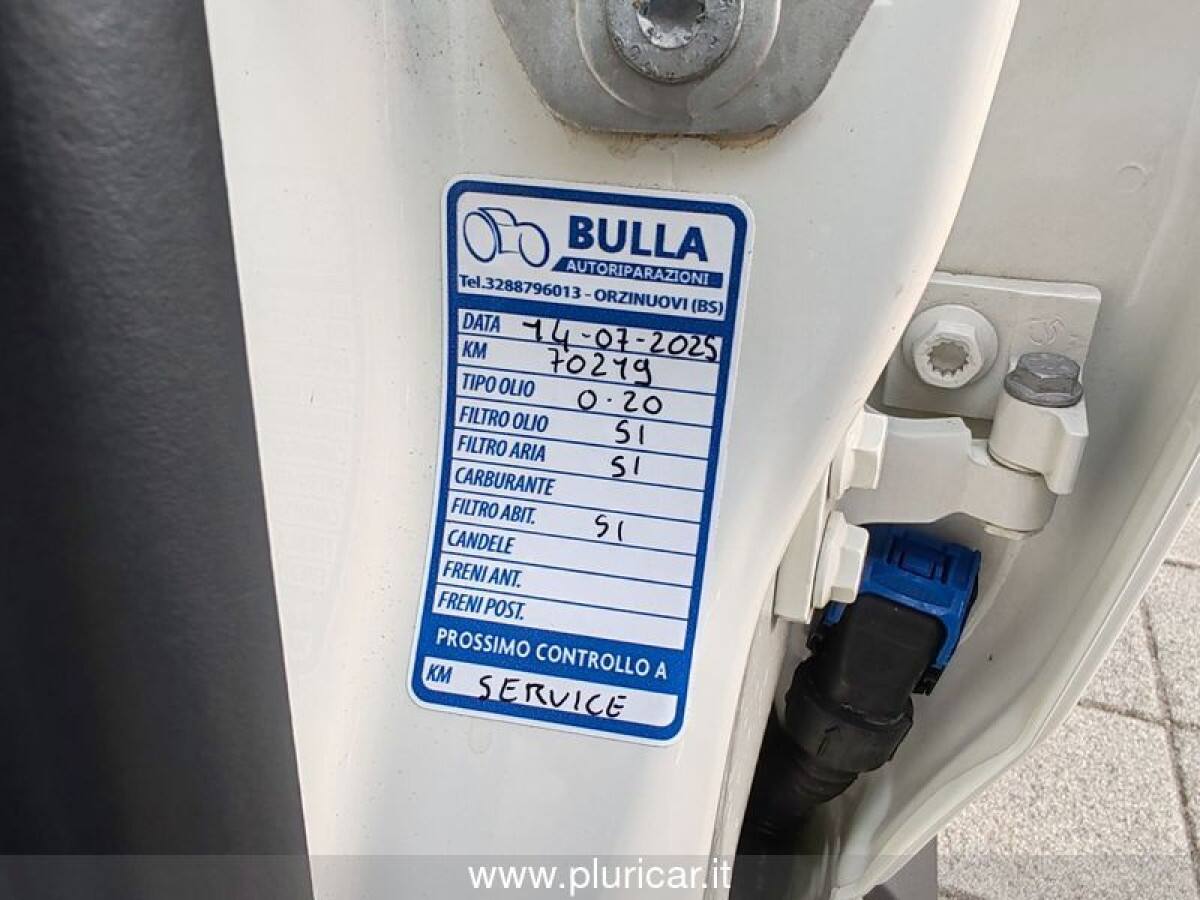 BULLA
AUTORIPARAZIONI
Tel.3288796013 - ORZINUOVI (BS)
DATA 14-07-2025
KM 70219
TIPO OLIO 0-20
FILTRO OLIO SI
FILTRO ARIA SI
CARBURANTE
FILTRO ABIT. SI
CANDELE
FRENI ANT.
FRENI POST.
PROSSIMO CONTROLLO A
KM SERVICE
www.pluricar.it